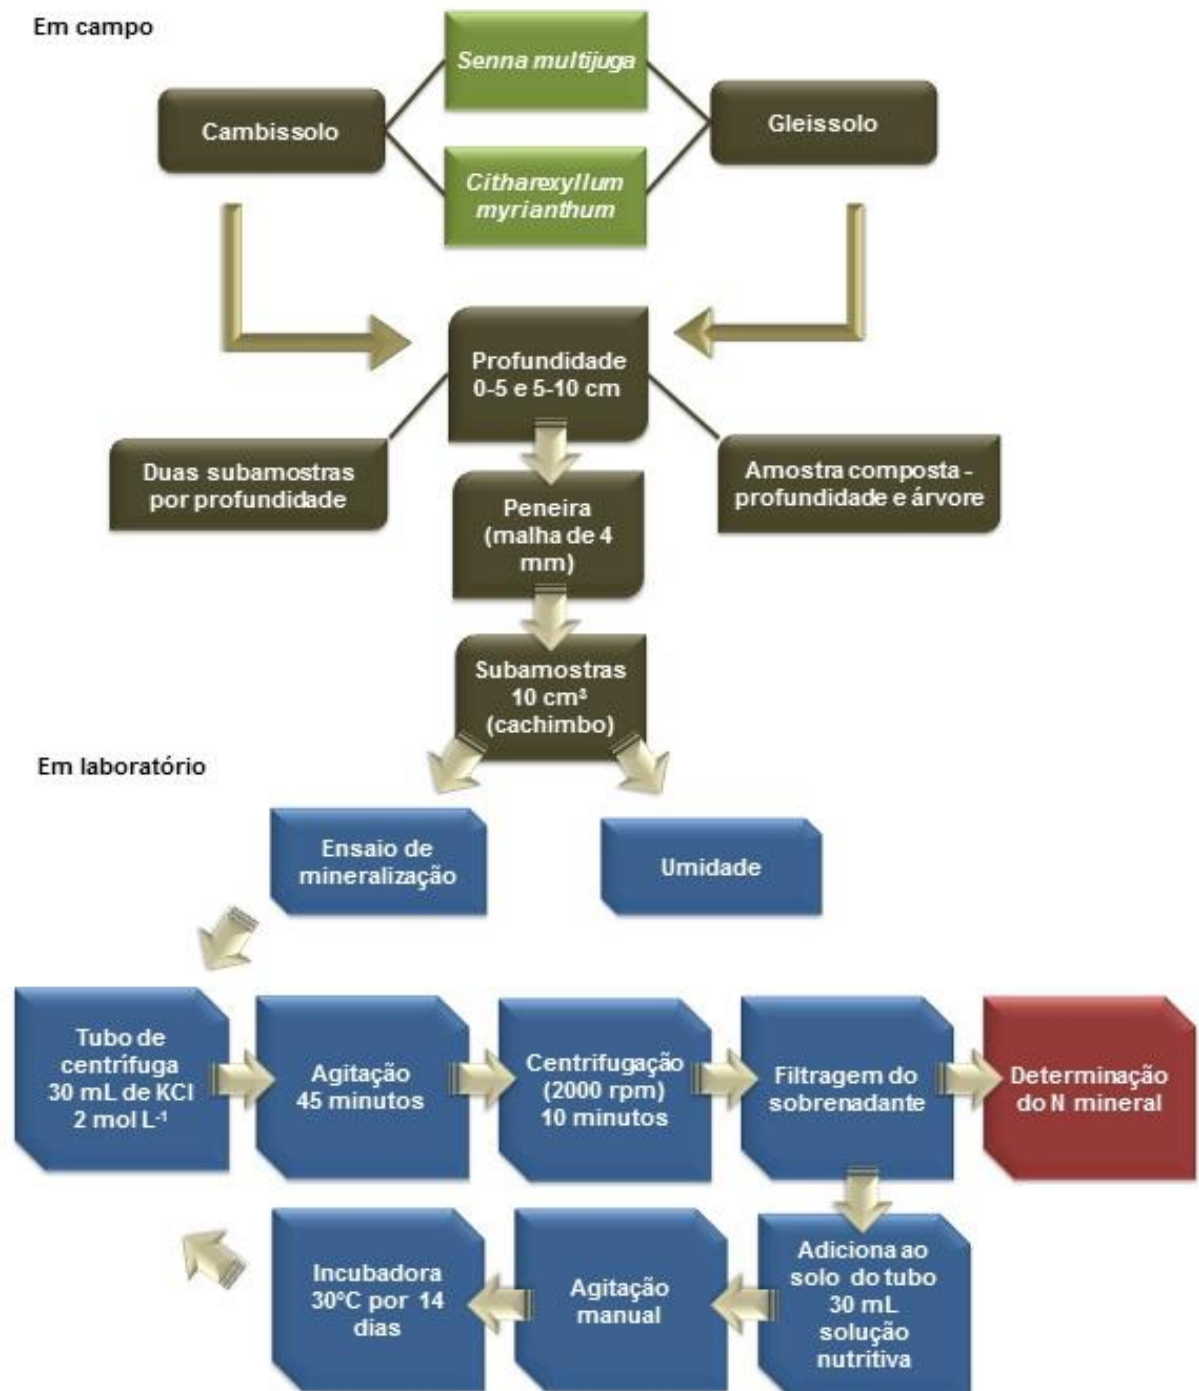 Em campo
Senna multijuga
Cambissolo
Gleissolo
Citharexyllum
myrianthum
Profundidade
0-5 e 5-10 cm
Duas subamostras
por profundidade
Amostra composta -
profundidade e árvore
Peneira
(malha de 4
mm)
Subamostras
10 cm³
(cachimbo)
Em laboratório
Ensaio de
mineralização
Umidade
Tubo de
centrífuga
30 mL de KCl
2 mol L⁻¹
Agitação
45 minutos
Centrifugação
(2000 rpm)
10 minutos
Filtragem do
sobrenadante
Determinação
do N mineral
Incubadora
30ºC por 14
dias
Agitação
manual
Adiciona ao
solo do tubo
30 mL
solução
nutritiva